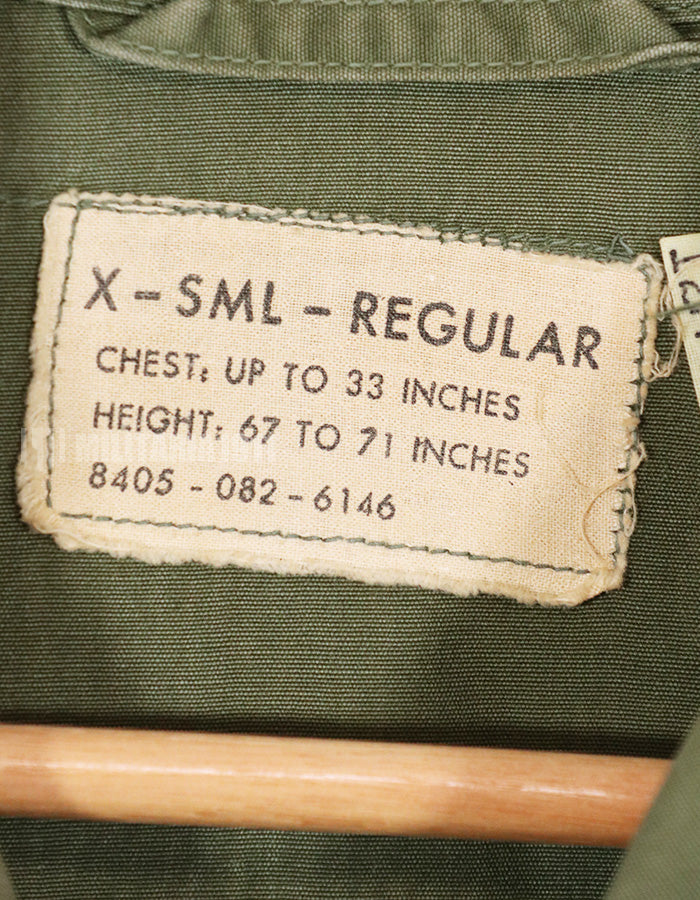 X - SML - REGULAR
CHEST: UP TO 33 INCHES
HEIGHT: 67 TO 71 INCHES
8405 - 082 - 6146